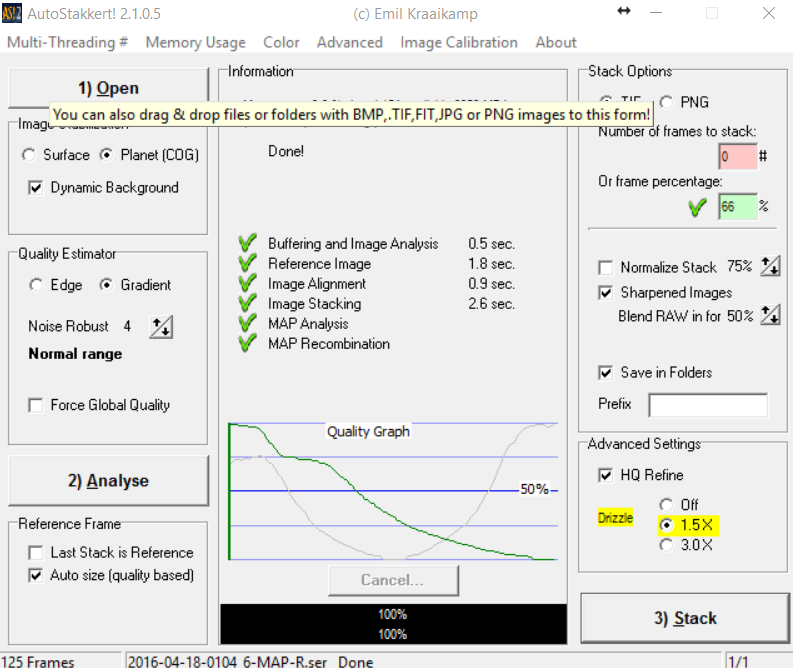 AS!2 AutoStakkert! 2.1.0.5 (c) Emil Kraaikamp
Multi-Threading # Memory Usage Color Advanced Image Calibration About
1) Open
You can also drag & drop files or folders with BMP,.TIF,FIT,JPG or PNG images to this form!
Image Stabilization
Surface Planet (COG)
Dynamic Background
Quality Estimator
Edge Gradient
Noise Robust 4
Normal range
Force Global Quality
2) Analyse
Reference Frame
Last Stack is Reference
Auto size (quality based)
Information
Done!
Buffering and Image Analysis 0.5 sec.
Reference Image 1.8 sec.
Image Alignment 0.9 sec.
Image Stacking 2.6 sec.
MAP Analysis
MAP Recombination
Quality Graph
50%
Cancel...
100%
100%
Stack Options
TIF PNG
Number of frames to stack:
0 #
Or frame percentage:
66 %
Normalize Stack 75%
Sharpened Images
Blend RAW in for 50%
Save in Folders
Prefix
Advanced Settings
HQ Refine
Drizzle
Off
1.5X
3.0X
3) Stack
125 Frames 2016-04-18-0104_6-MAP-R.ser Done 1/1